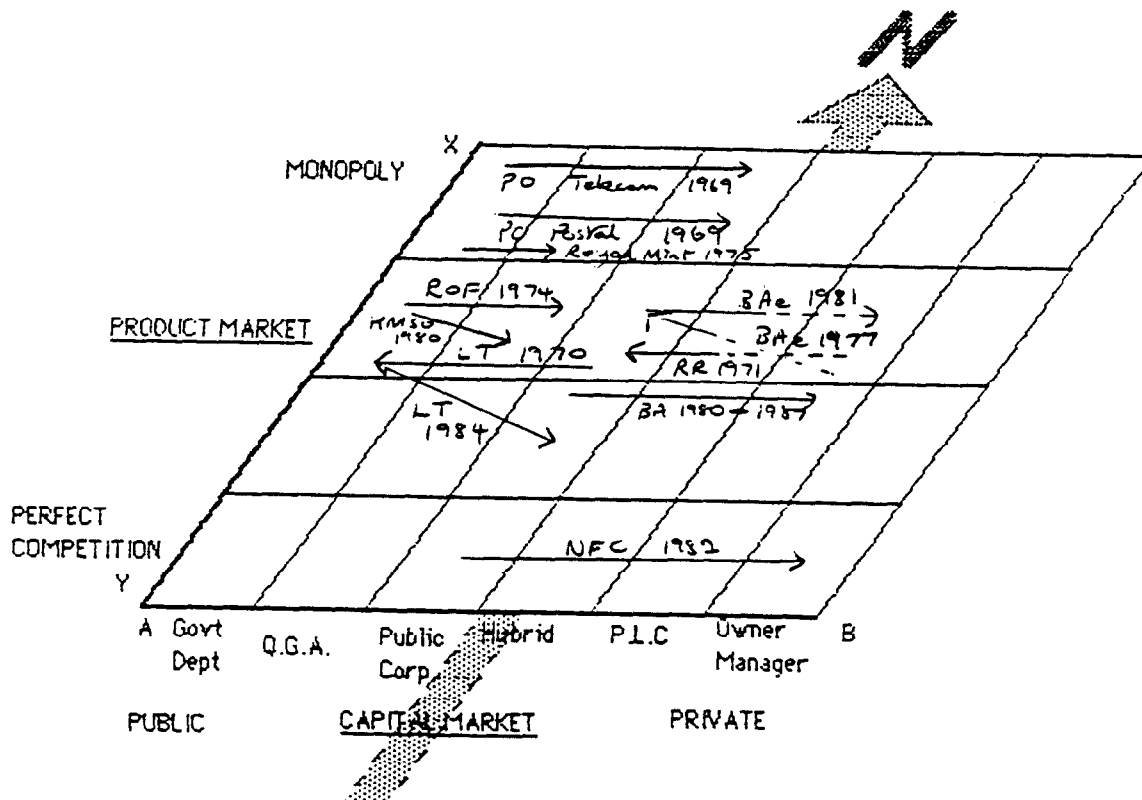 N
X
MONOPOLY
PO Telecom 1969
PO Postal 1969
Royal Mint 1975
ROF 1974
BAe 1981
PRODUCT MARKET
HMSO
1980
BAe 1977
LT 1970
RR 1971
BA 1980-1987
LT
1984
PERFECT
COMPETITION
NFC 1982
Y
A Govt
Dept
Q.G.A.
Public
Corp
Hybrid
P.L.C
Owner
Manager
B
PUBLIC
CAPITAL MARKET
PRIVATE